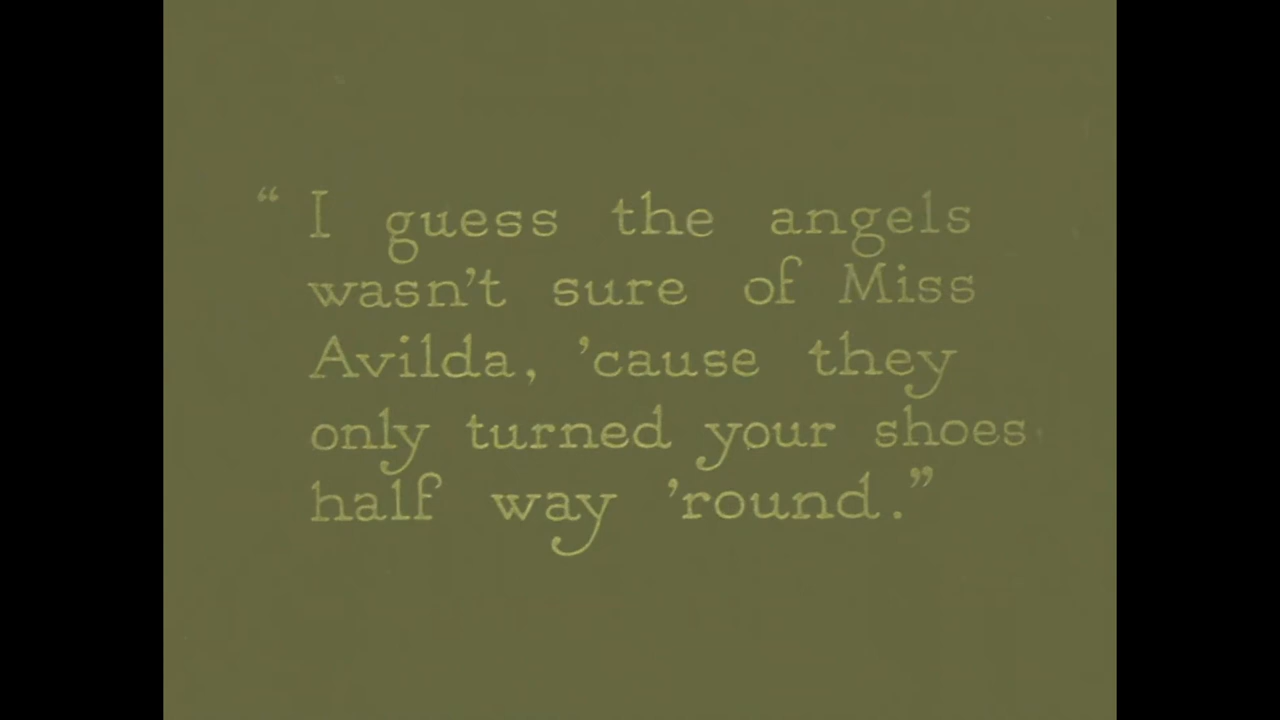 “ I guess the angels
wasn’t sure of Miss
Avilda, ’cause they
only turned your shoes
half way ’round.”